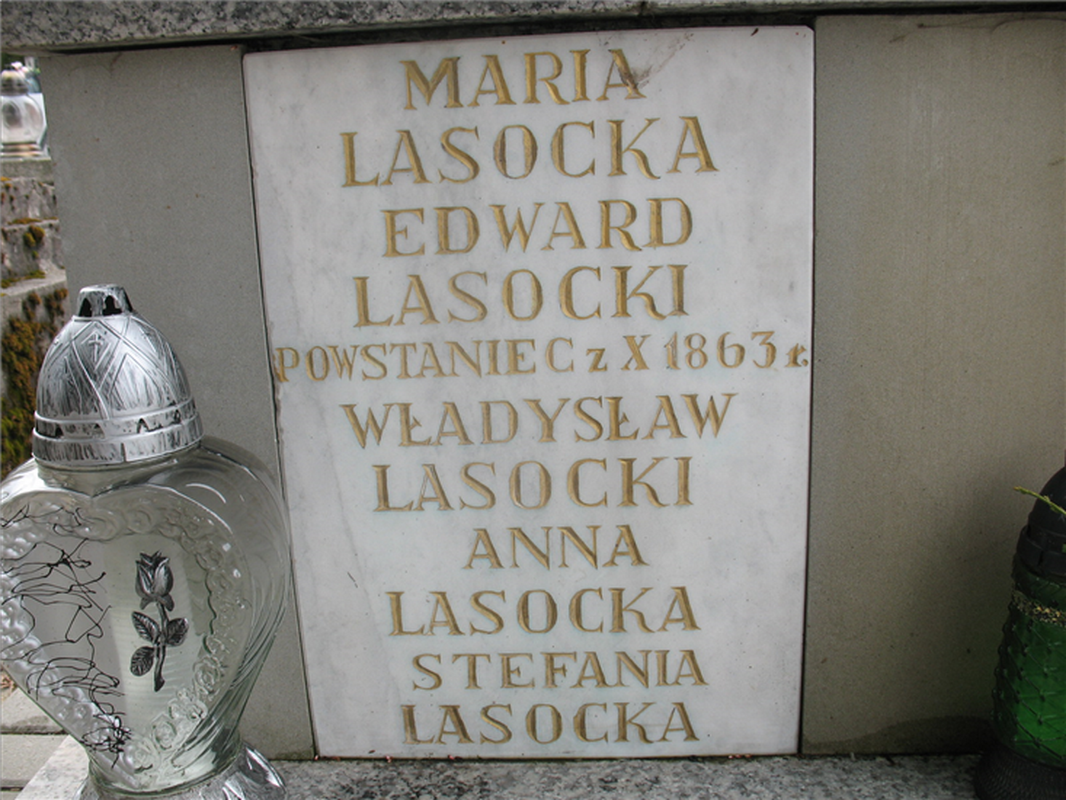 MARIA
LASOCKA
EDWARD
LASOCKI
POWSTANIEC z X 1863 r.
WŁADYSŁAW
LASOCKI
ANNA
LASOCKA
STEFANIA
LASOCKA